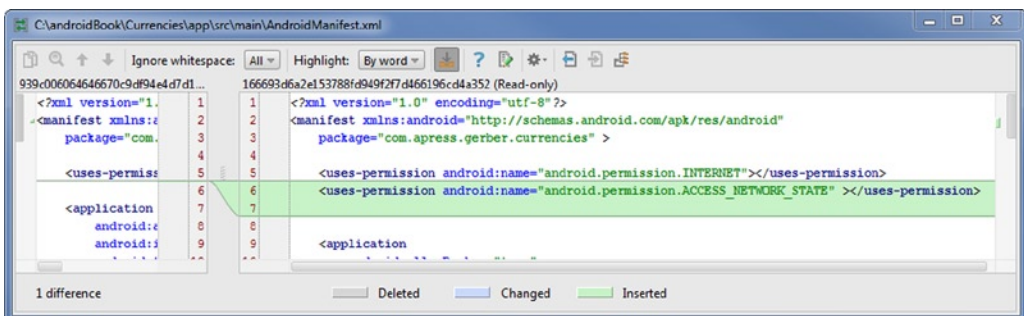 C:\androidBook\Currencies\app\src\main\AndroidManifest.xml
Ignore whitespace: All Highlight: By word ?
939c006064646670c9df94e4d7d1... 166693d6a2e153788fd949f2f7d466196cd4a352 (Read-only)
<?xml version="1. 1 1 <?xml version="1.0" encoding="utf-8"?>
<manifest xmlns:a 2 2 <manifest xmlns:android="http://schemas.android.com/apk/res/android"
package="com. 3 3 package="com.apress.gerber.currencies" >
4 4
<uses-permiss 5 5 <uses-permission android:name="android.permission.INTERNET"></uses-permission>
6 6 <uses-permission android:name="android.permission.ACCESS_NETWORK_STATE" ></uses-permission>
<application 7 7
android:a 8 8
android:i 9 9 <application
1 difference Deleted Changed Inserted